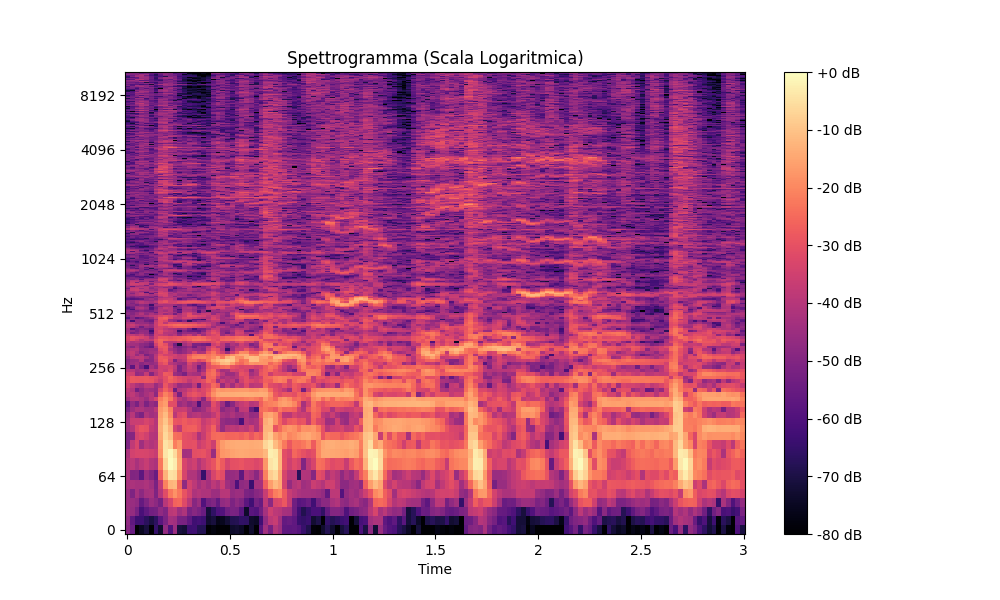 Spettrogramma (Scala Logaritmica)
Hz
8192
4096
2048
1024
512
256
128
64
0
0
0.5
1
1.5
2
2.5
3
Time
+0 dB
-10 dB
-20 dB
-30 dB
-40 dB
-50 dB
-60 dB
-70 dB
-80 dB